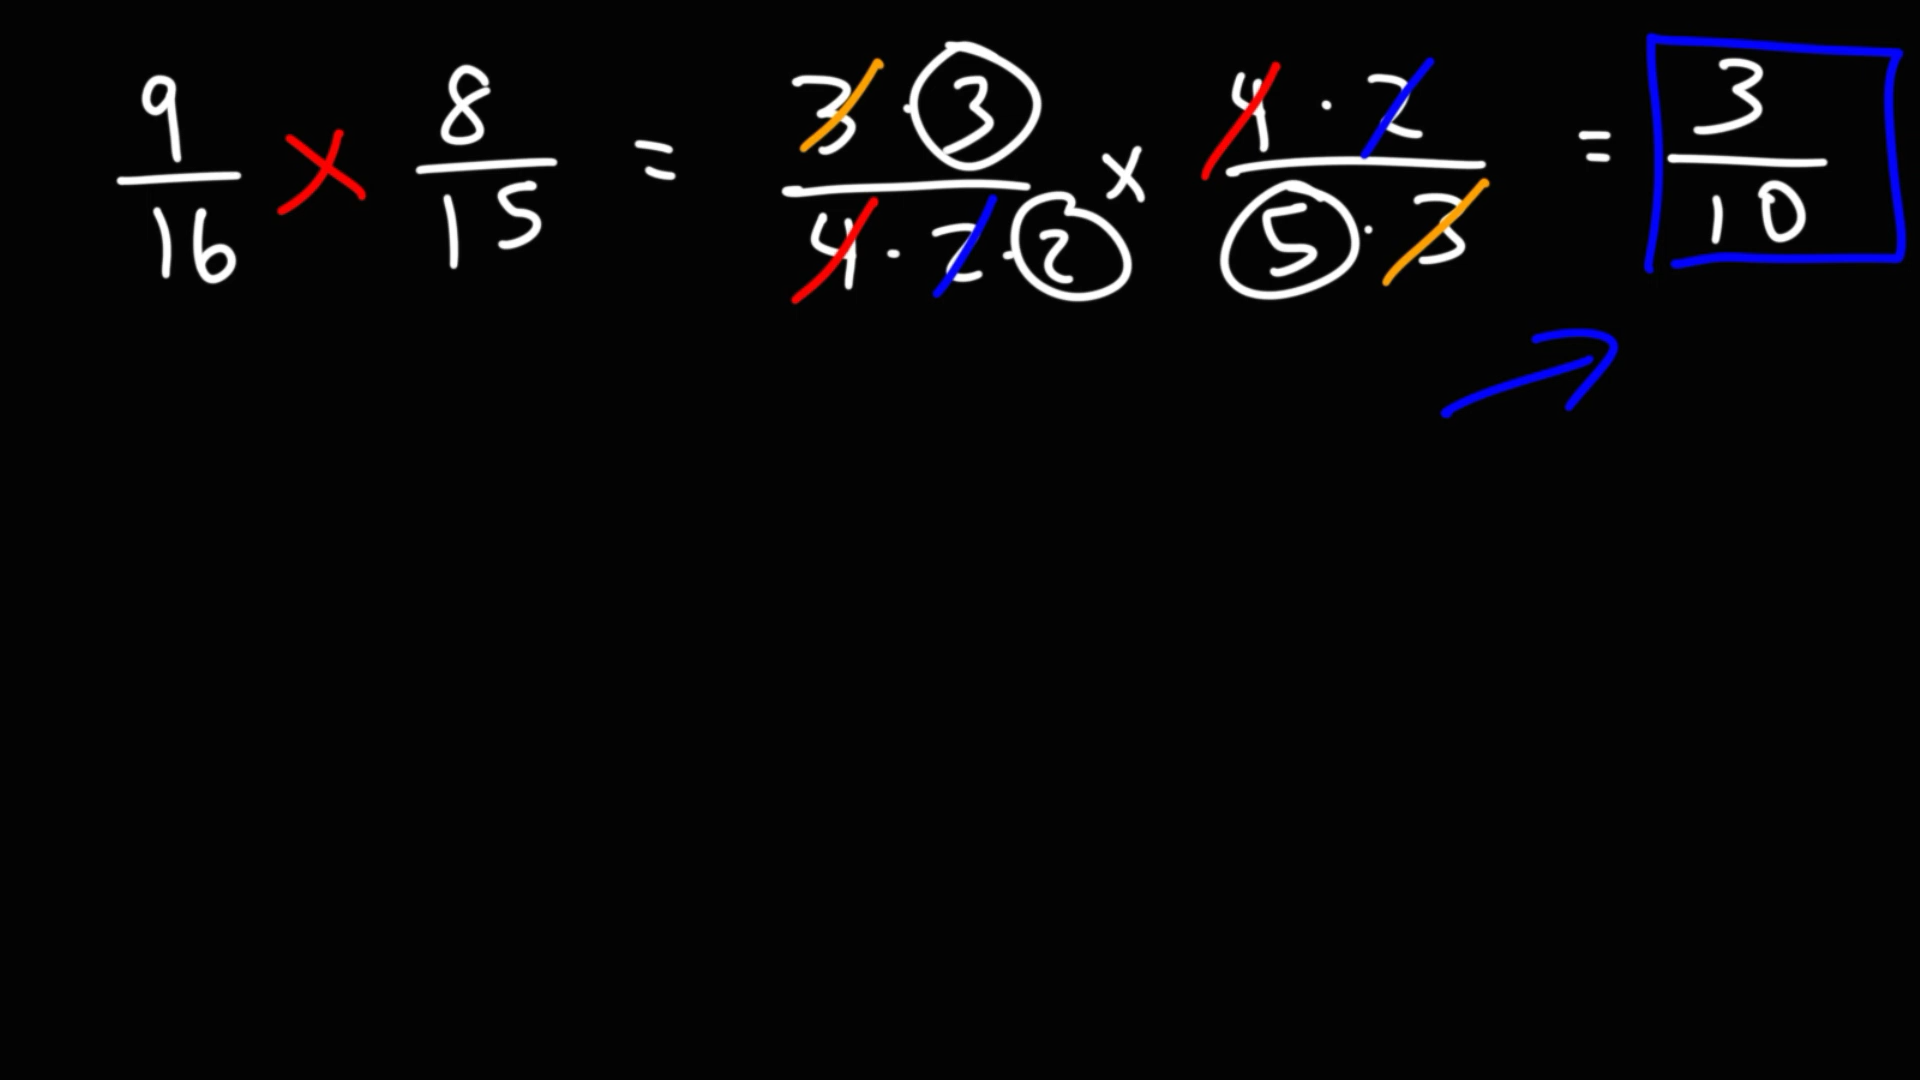 9/16 × 8/15 = 3·3/4·2·2 × 4·2/5·3 = 3/10